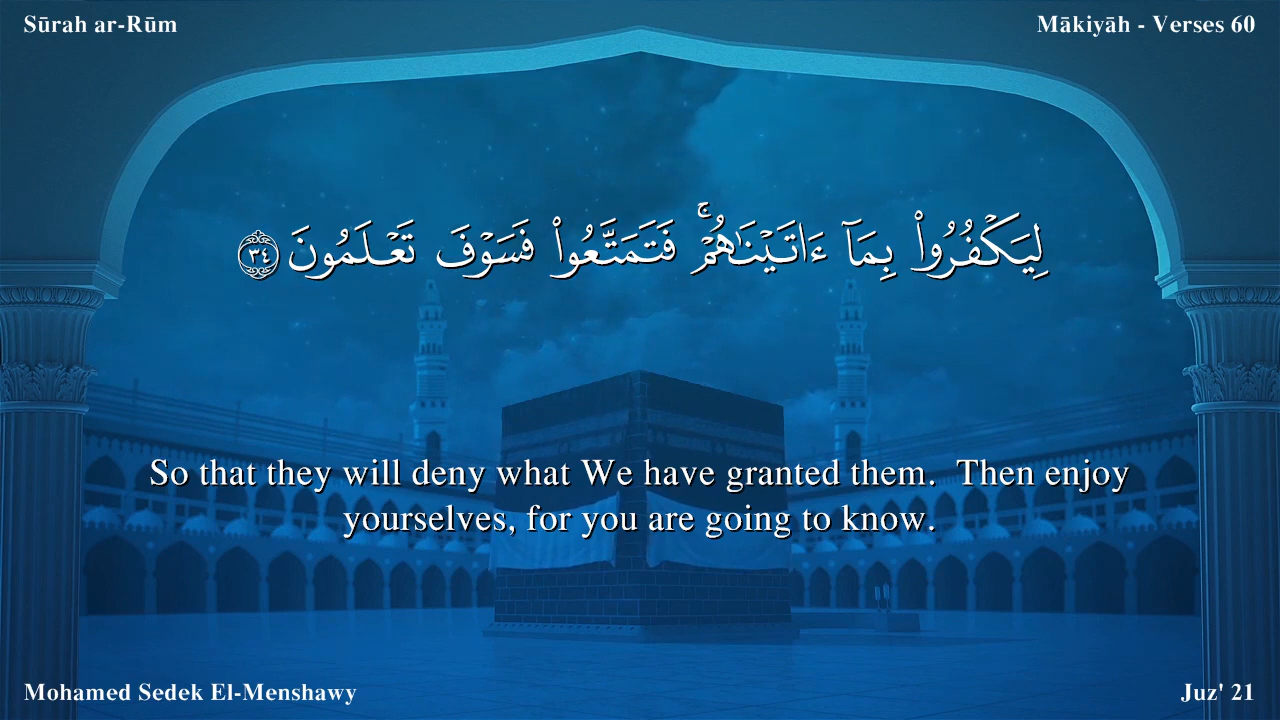 Sūrah ar-Rūm
Mākiyāh - Verses 60
لِيَكْفُرُوا۟ بِمَآ ءَاتَيْنَـٰهُمْ ۚ فَتَمَتَّعُوا۟ فَسَوْفَ تَعْلَمُونَ ٣٤
So that they will deny what We have granted them.  Then enjoy
yourselves, for you are going to know.
Mohamed Sedek El-Menshawy
Juz' 21